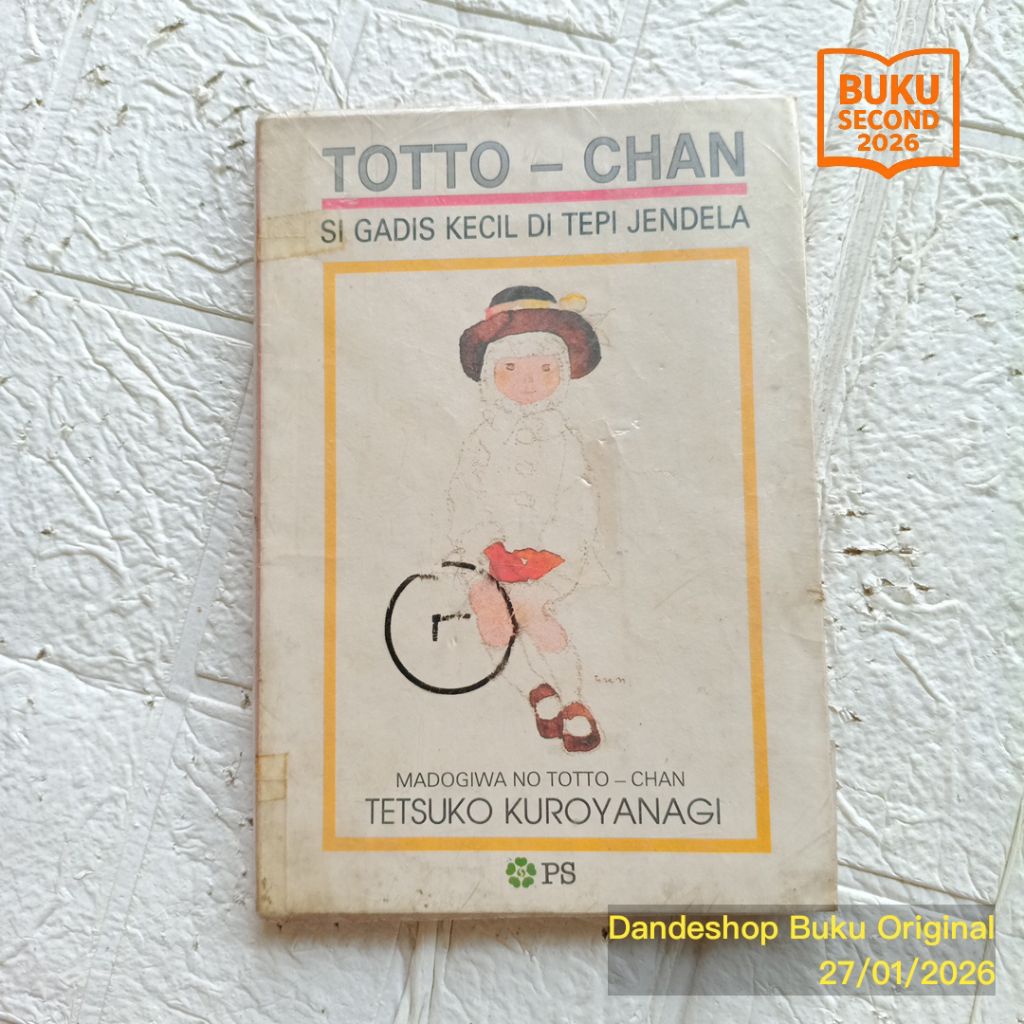 BUKU
SECOND
2026
TOTTO – CHAN
SI GADIS KECIL DI TEPI JENDELA
MADOGIWA NO TOTTO – CHAN
TETSUKO KUROYANAGI
PS
Dandeshop Buku Original
27/01/2026